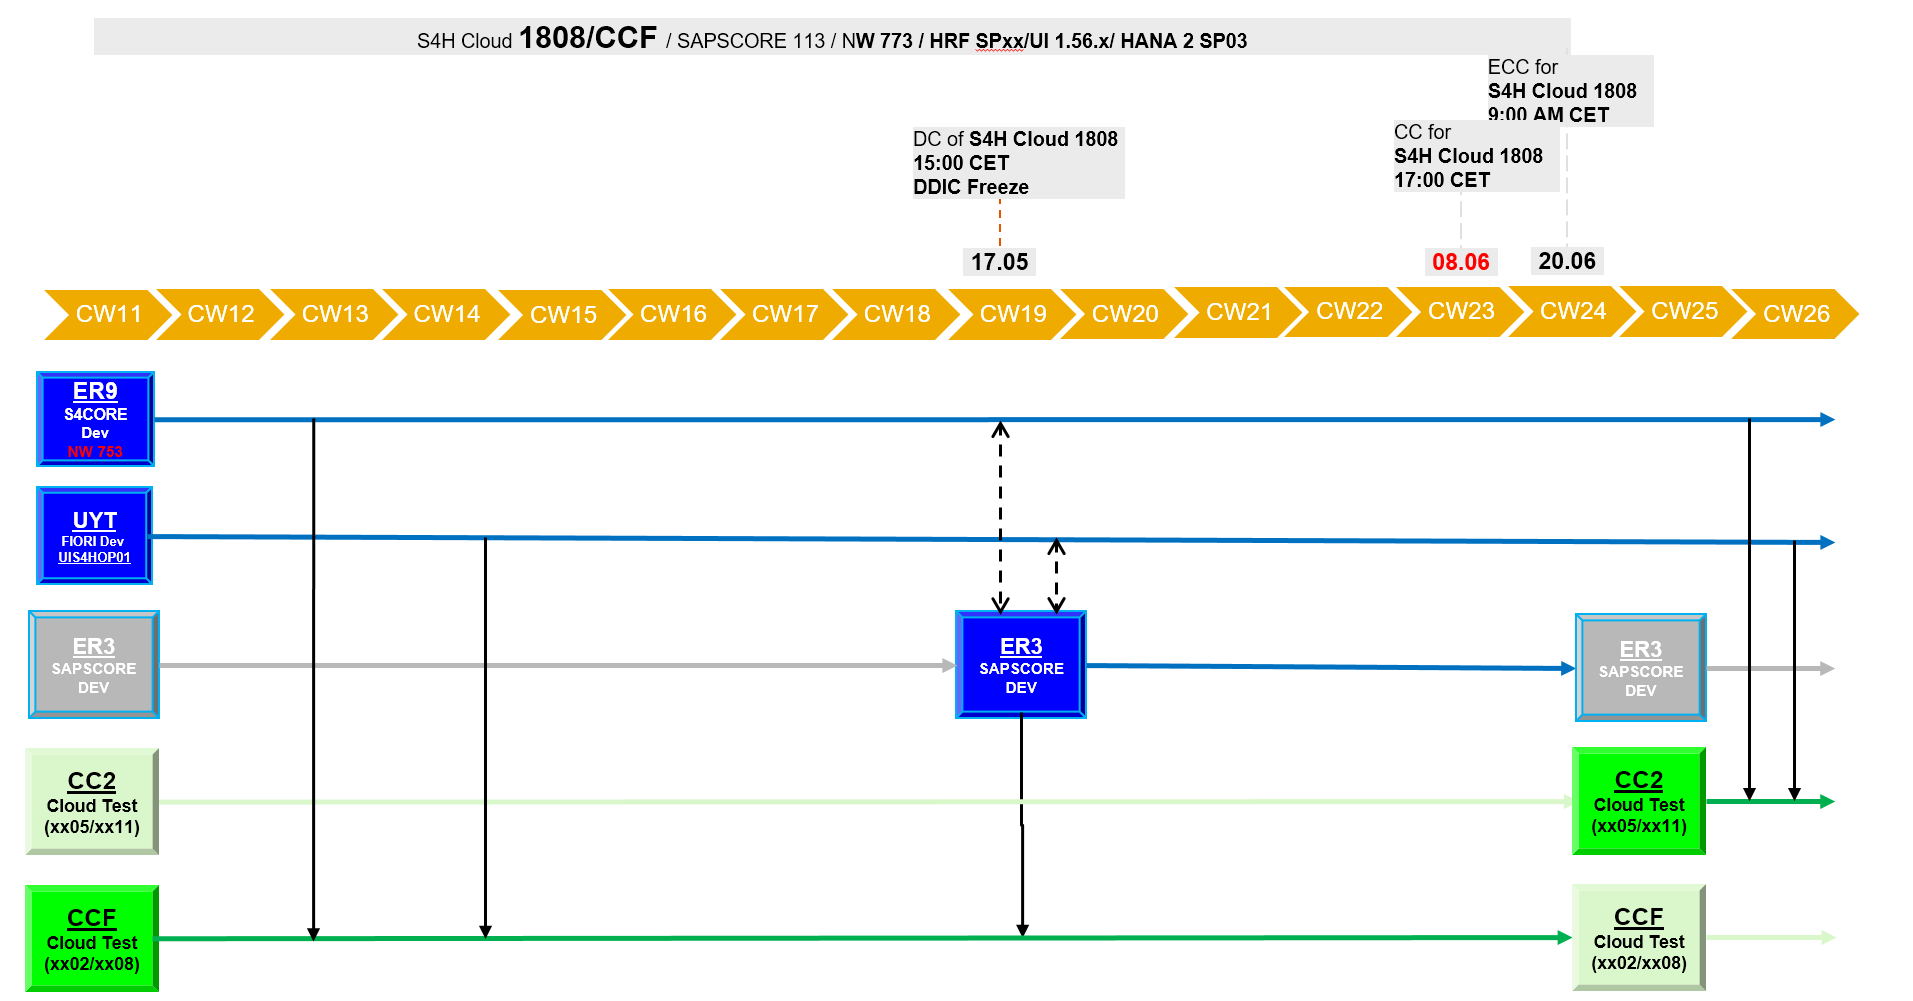 S4H Cloud 1808/CCF / SAPSCORE 113 / NW 773 / HRF SPxx/UI 1.56.x/ HANA 2 SP03
ECC for
S4H Cloud 1808
9:00 AM CET
CC for
S4H Cloud 1808
17:00 CET
DC of S4H Cloud 1808
15:00 CET
DDIC Freeze
17.05
08.06
20.06
CW11
CW12
CW13
CW14
CW15
CW16
CW17
CW18
CW19
CW20
CW21
CW22
CW23
CW24
CW25
CW26
ER9
S4CORE
Dev
NW 753
UYT
FIORI Dev
UIS4HOP01
ER3
SAPSCORE
DEV
ER3
SAPSCORE
DEV
ER3
SAPSCORE
DEV
CC2
Cloud Test
(xx05/xx11)
CC2
Cloud Test
(xx05/xx11)
CCF
Cloud Test
(xx02/xx08)
CCF
Cloud Test
(xx02/xx08)